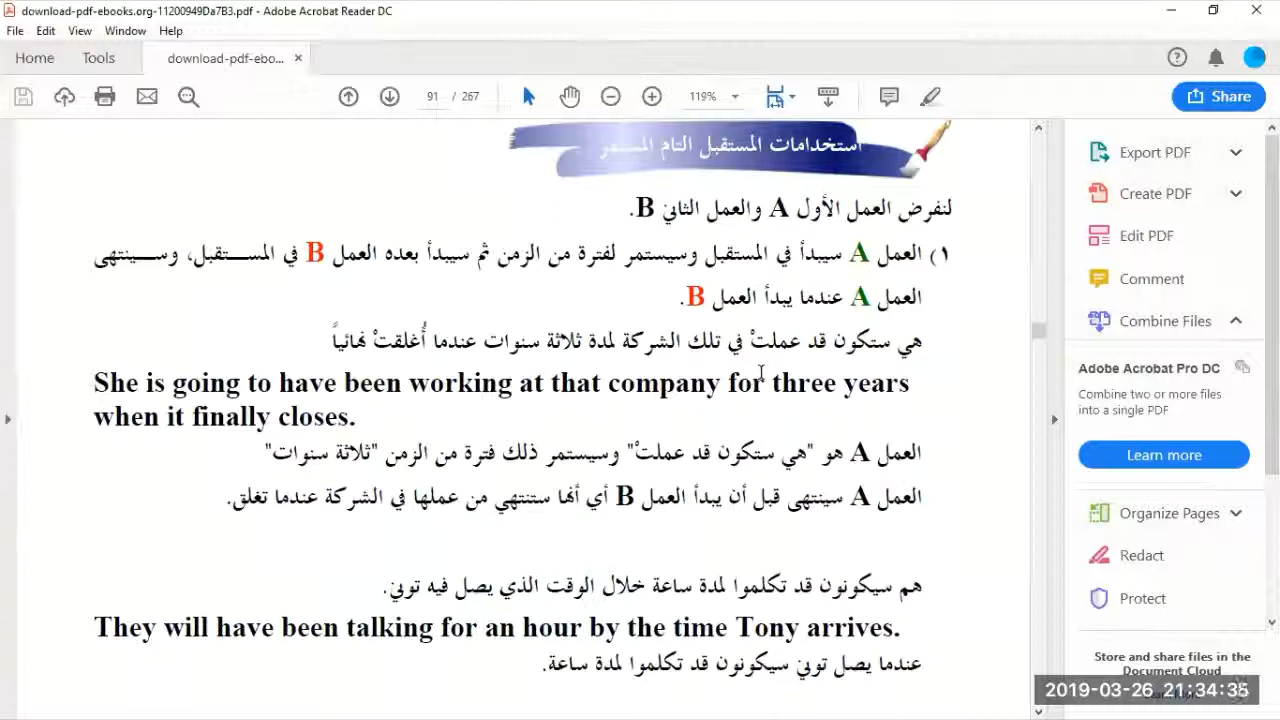 download-pdf-ebooks.org-11200949Da7B3.pdf - Adobe Acrobat Reader DC
File Edit View Window Help
Home Tools download-pdf-ebo... ×
91 / 267 119% Share
استخدامات المستقبل التام المستمر
لنفرض العمل الأول A والعمل الثاني B.
١) العمل A سيبدأ في المستقبل وسيستمر لفترة من الزمن ثم سيبدأ بعده العمل B في المستقبل، وسينتهى
العمل A عندما يبدأ العمل B.
هي ستكون قد عملتْ في تلك الشركة لمدة ثلاثة سنوات عندما أُغلقتْ نهائياً
She is going to have been working at that company for three years
when it finally closes.
العمل A هو "هي ستكون قد عملتْ" وسيستمر ذلك فترة من الزمن "ثلاثة سنوات"
العمل A سينتهى قبل أن يبدأ العمل B أي أنها ستنتهي من عملها في الشركة عندما تغلق.
هم سيكونون قد تكلموا لمدة ساعة خلال الوقت الذي يصل فيه توني.
They will have been talking for an hour by the time Tony arrives.
عندما يصل توني سيكونون قد تكلموا لمدة ساعة.
Export PDF
Create PDF
Edit PDF
Comment
Combine Files
Adobe Acrobat Pro DC
Combine two or more files
into a single PDF
Learn more
Organize Pages
Redact
Protect
Store and share files in the
Document Cloud
Learn More
2019-03-26 21:34:35